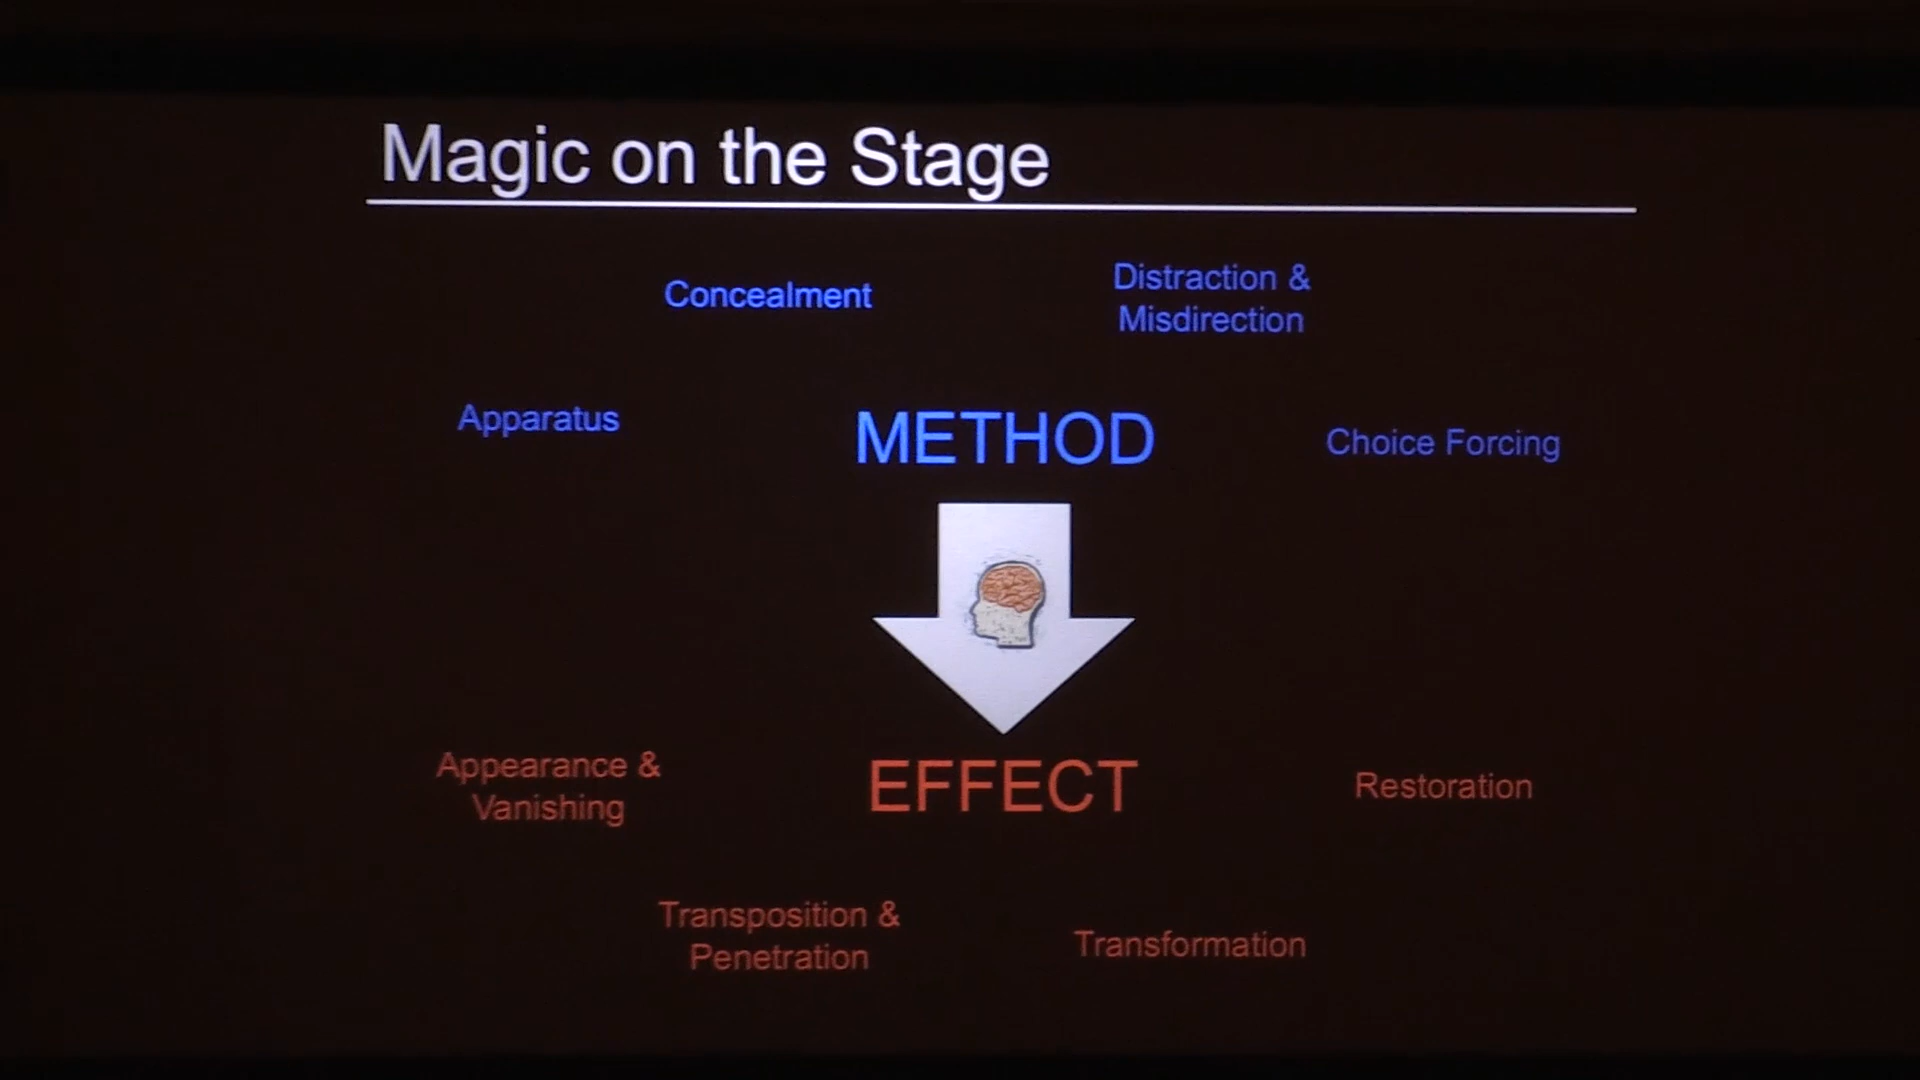 Magic on the Stage
Concealment
Distraction &
Misdirection
Apparatus
METHOD
Choice Forcing
Appearance &
Vanishing
EFFECT
Restoration
Transposition &
Penetration
Transformation